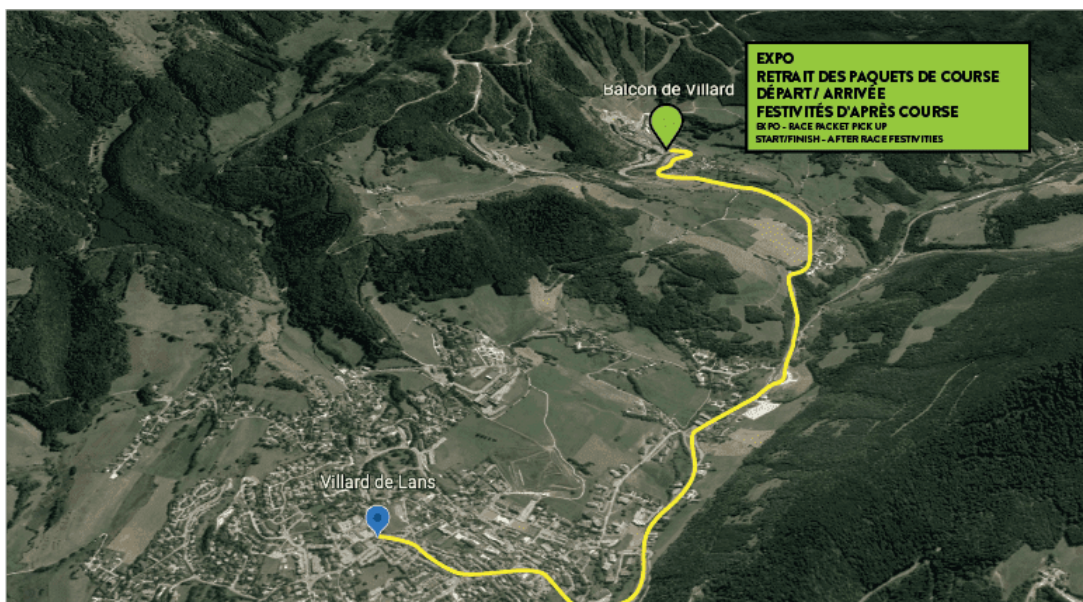 EXPO
RETRAIT DES PAQUETS DE COURSE
DÉPART / ARRIVÉE
FESTIVITÉS D'APRÈS COURSE
EXPO - RACE PACKET PICK UP
START/FINISH - AFTER RACE FESTIVITIES
Balcon de Villard
Villard de Lans